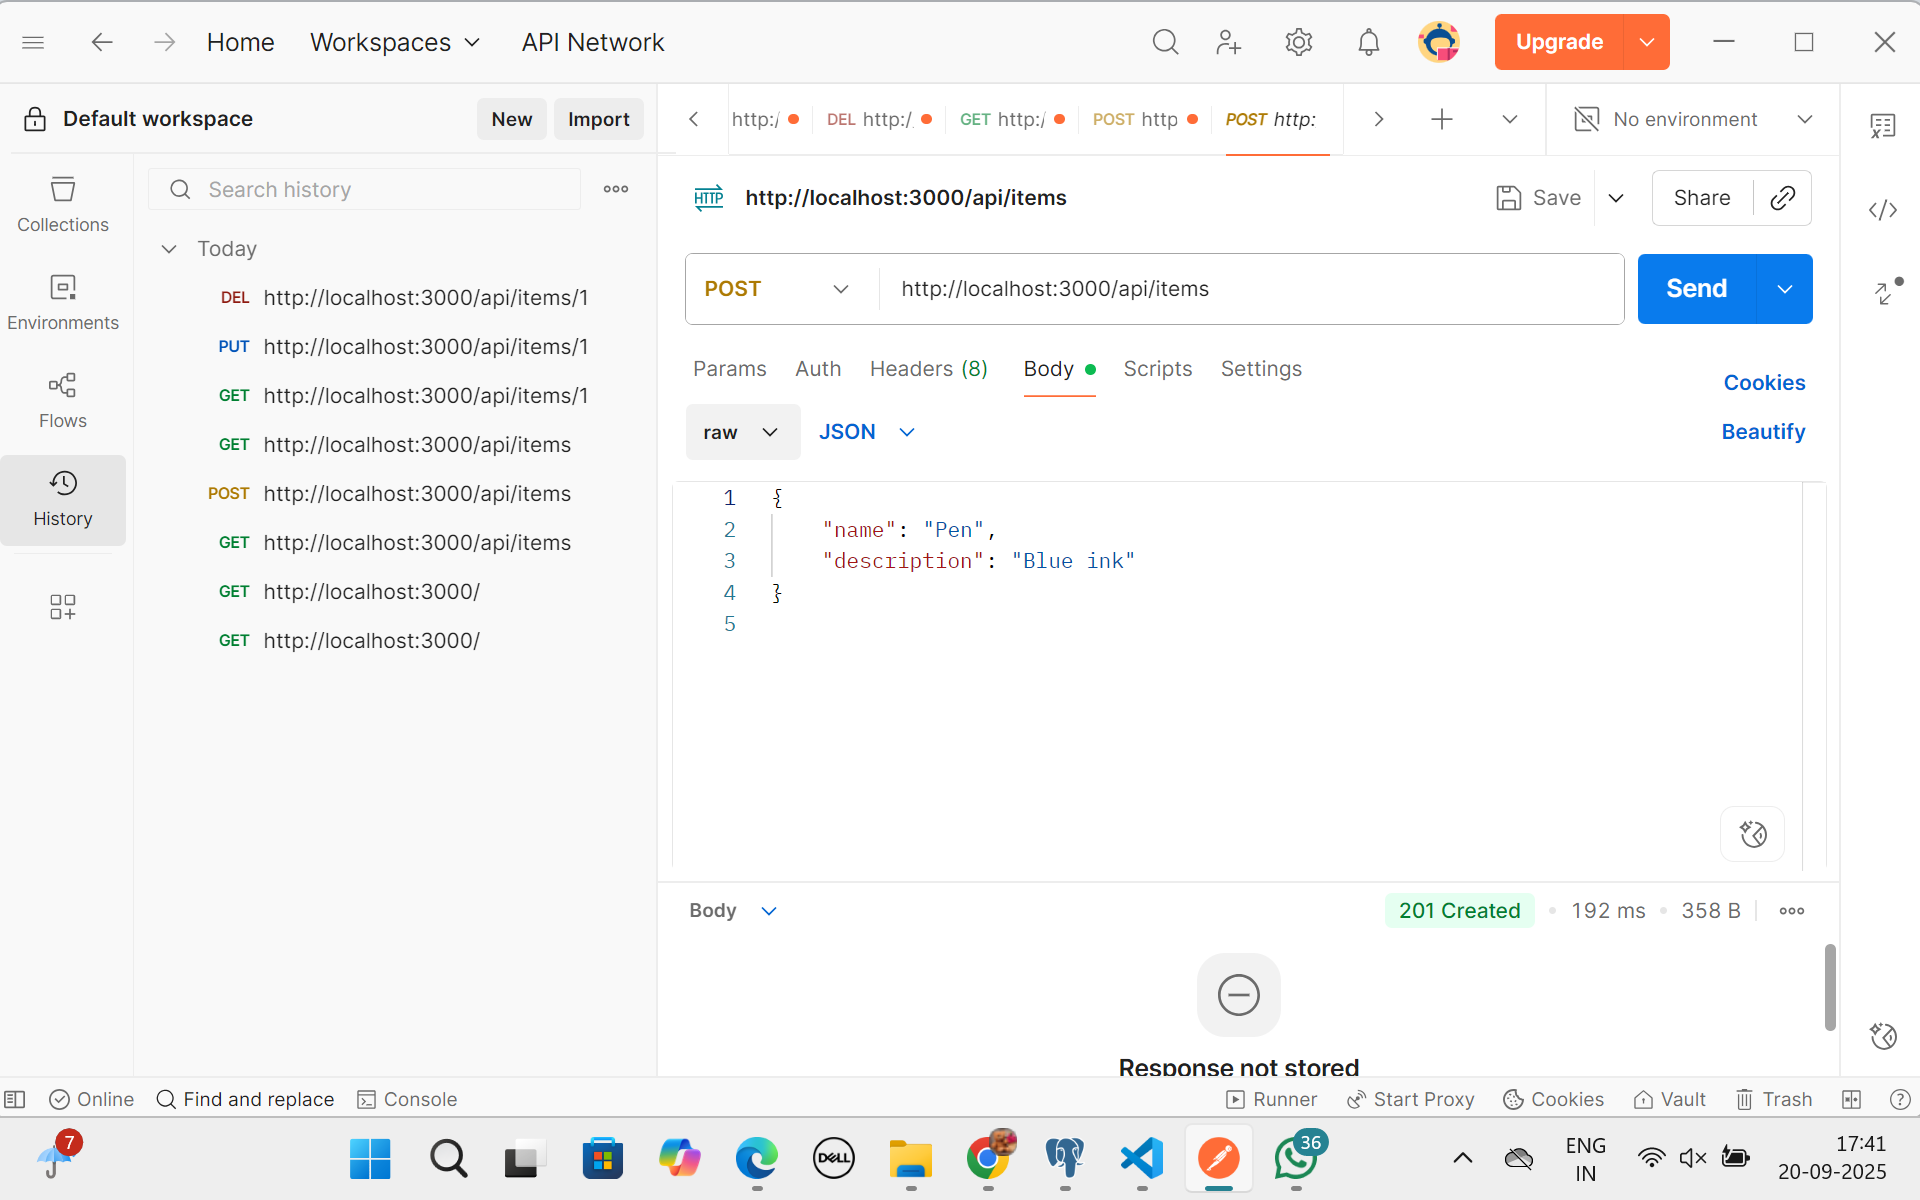 Home Workspaces API Network Upgrade
Default workspace New Import http:/ DEL http:/ GET http:/ POST http POST http: No environment
Search history
Collections
Environments
Flows
History
Today
DEL http://localhost:3000/api/items/1
PUT http://localhost:3000/api/items/1
GET http://localhost:3000/api/items/1
GET http://localhost:3000/api/items
POST http://localhost:3000/api/items
GET http://localhost:3000/api/items
GET http://localhost:3000/
GET http://localhost:3000/
HTTP http://localhost:3000/api/items Save Share
POST http://localhost:3000/api/items Send
Params Auth Headers (8) Body Scripts Settings Cookies
raw JSON Beautify
1 {
2 "name": "Pen",
3 "description": "Blue ink"
4 }
5
Body 201 Created 192 ms 358 B
Response not stored
Online Find and replace Console Runner Start Proxy Cookies Vault Trash
7 DELL 36 ENG IN 17:41
20-09-2025